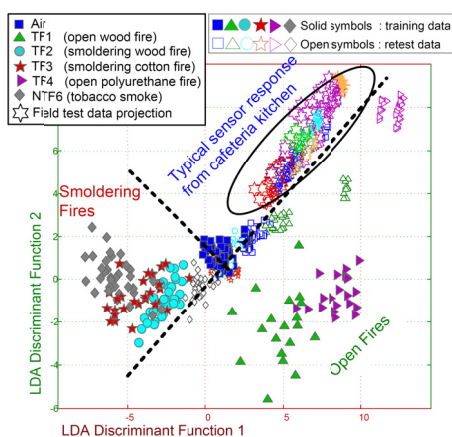 Air
TF1 (open wood fire)
TF2 (smoldering wood fire)
TF3 (smoldering cotton fire)
TF4 (open polyurethane fire)
NTF6 (tobacco smoke)
Field test data projection
Solid symbols : training data
Open symbols : retest data
Typical sensor response
from cafeteria kitchen
Smoldering
Fires
Open Fires
LDA Discriminant Function 2
6
4
2
0
-2
-4
-6
-5
0
5
10
LDA Discriminant Function 1